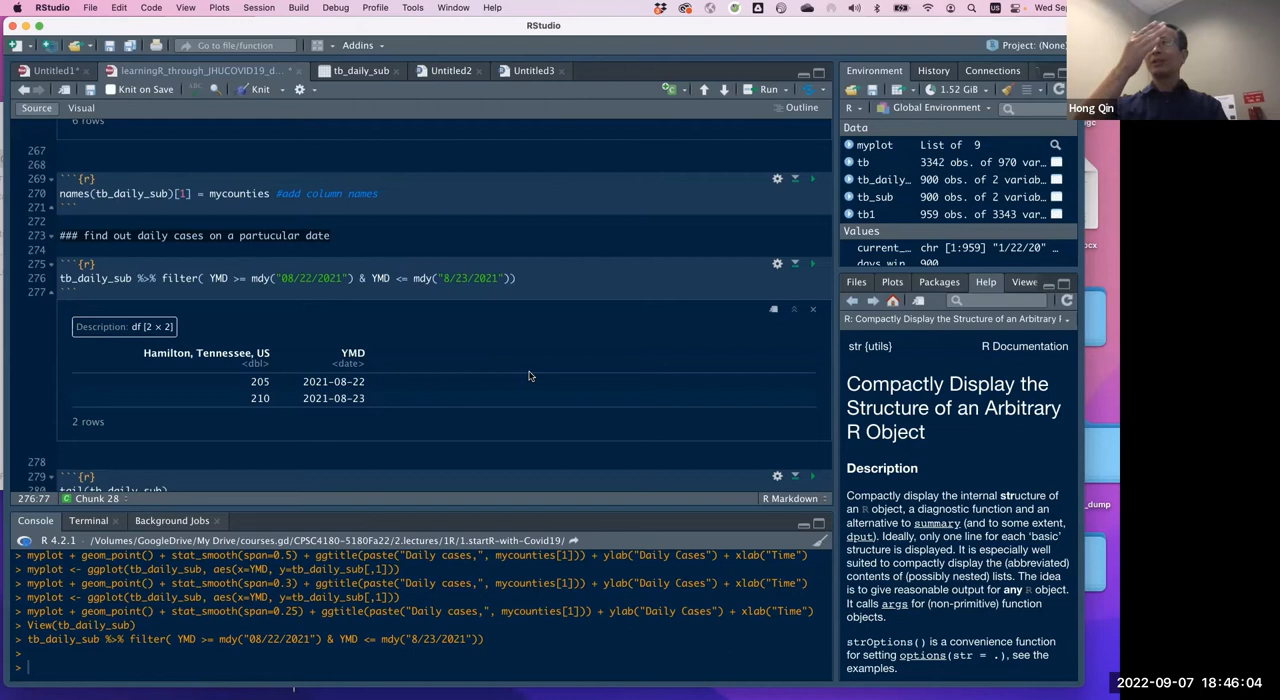 RStudio File Edit Code View Plots Session Build Debug Profile Tools Window Help US Wed Sep
RStudio
Go to file/function Addins Project: (None)
Untitled1* learningR_through_JHUCOVID19_d... tb_daily_sub Untitled2 Untitled3
Knit on Save ABC Knit Run
Source Visual Outline
6 rows
267
268
269 ```{r}
270 names(tb_daily_sub)[1] = mycounties #add column names
271 ```
272
273 ### find out daily cases on a partucular date
274
275 ```{r}
276 tb_daily_sub %>% filter( YMD >= mdy("08/22/2021") & YMD <= mdy("8/23/2021"))
277 ```
Description: df [2 × 2]
Hamilton, Tennessee, US YMD
<dbl> <date>
205 2021-08-22
210 2021-08-23
2 rows
278
279 ```{r}
280 tail(tb_daily_sub)
276:77 Chunk 28 R Markdown
Console Terminal Background Jobs
R 4.2.1 · /Volumes/GoogleDrive/My Drive/courses.gd/CPSC4180-5180Fa22/2.lectures/1R/1.startR-with-Covid19/
> myplot + geom_point() + stat_smooth(span=0.5) + ggtitle(paste("Daily cases,", mycounties[1])) + ylab("Daily Cases") + xlab("Time")
> myplot <- ggplot(tb_daily_sub, aes(x=YMD, y=tb_daily_sub[,1]))
> myplot + geom_point() + stat_smooth(span=0.3) + ggtitle(paste("Daily cases,", mycounties[1])) + ylab("Daily Cases") + xlab("Time")
> myplot <- ggplot(tb_daily_sub, aes(x=YMD, y=tb_daily_sub[,1]))
> myplot + geom_point() + stat_smooth(span=0.25) + ggtitle(paste("Daily cases,", mycounties[1])) + ylab("Daily Cases") + xlab("Time")
> View(tb_daily_sub)
> tb_daily_sub %>% filter( YMD >= mdy("08/22/2021") & YMD <= mdy("8/23/2021"))
>
>
Environment History Connections
1.52 GiB
R Global Environment
Data
myplot List of 9
tb 3342 obs. of 970 var...
tb_daily... 900 obs. of 2 variab...
tb_sub 900 obs. of 2 variab...
tb1 959 obs. of 3343 var...
Values
current_... chr [1:959] "1/22/20" ...
days_win 900
Files Plots Packages Help Viewe
R: Compactly Display the Structure of an Arbitrary
str {utils} R Documentation
Compactly Display the
Structure of an Arbitrary
R Object
Description
Compactly display the internal structure of
an R object, a diagnostic function and an
alternative to summary (and to some extent,
dput). Ideally, only one line for each 'basic'
structure is displayed. It is especially well
suited to compactly display the (abbreviated)
contents of (possibly nested) lists. The idea
is to give reasonable output for any R object.
It calls args for (non-primitive) function
objects.
strOptions() is a convenience function
for setting options(str = .), see the
examples.
Hong Qin
_dump
2022-09-07 18:46:04